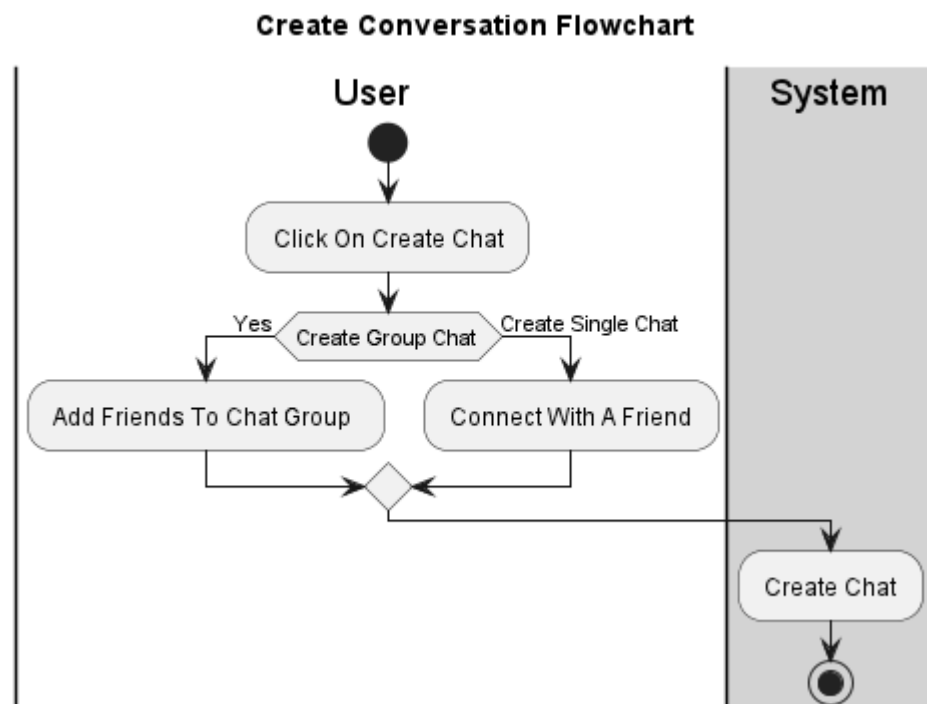 Create Conversation Flowchart
User
System
Click On Create Chat
Yes
Create Group Chat
Create Single Chat
Add Friends To Chat Group
Connect With A Friend
Create Chat